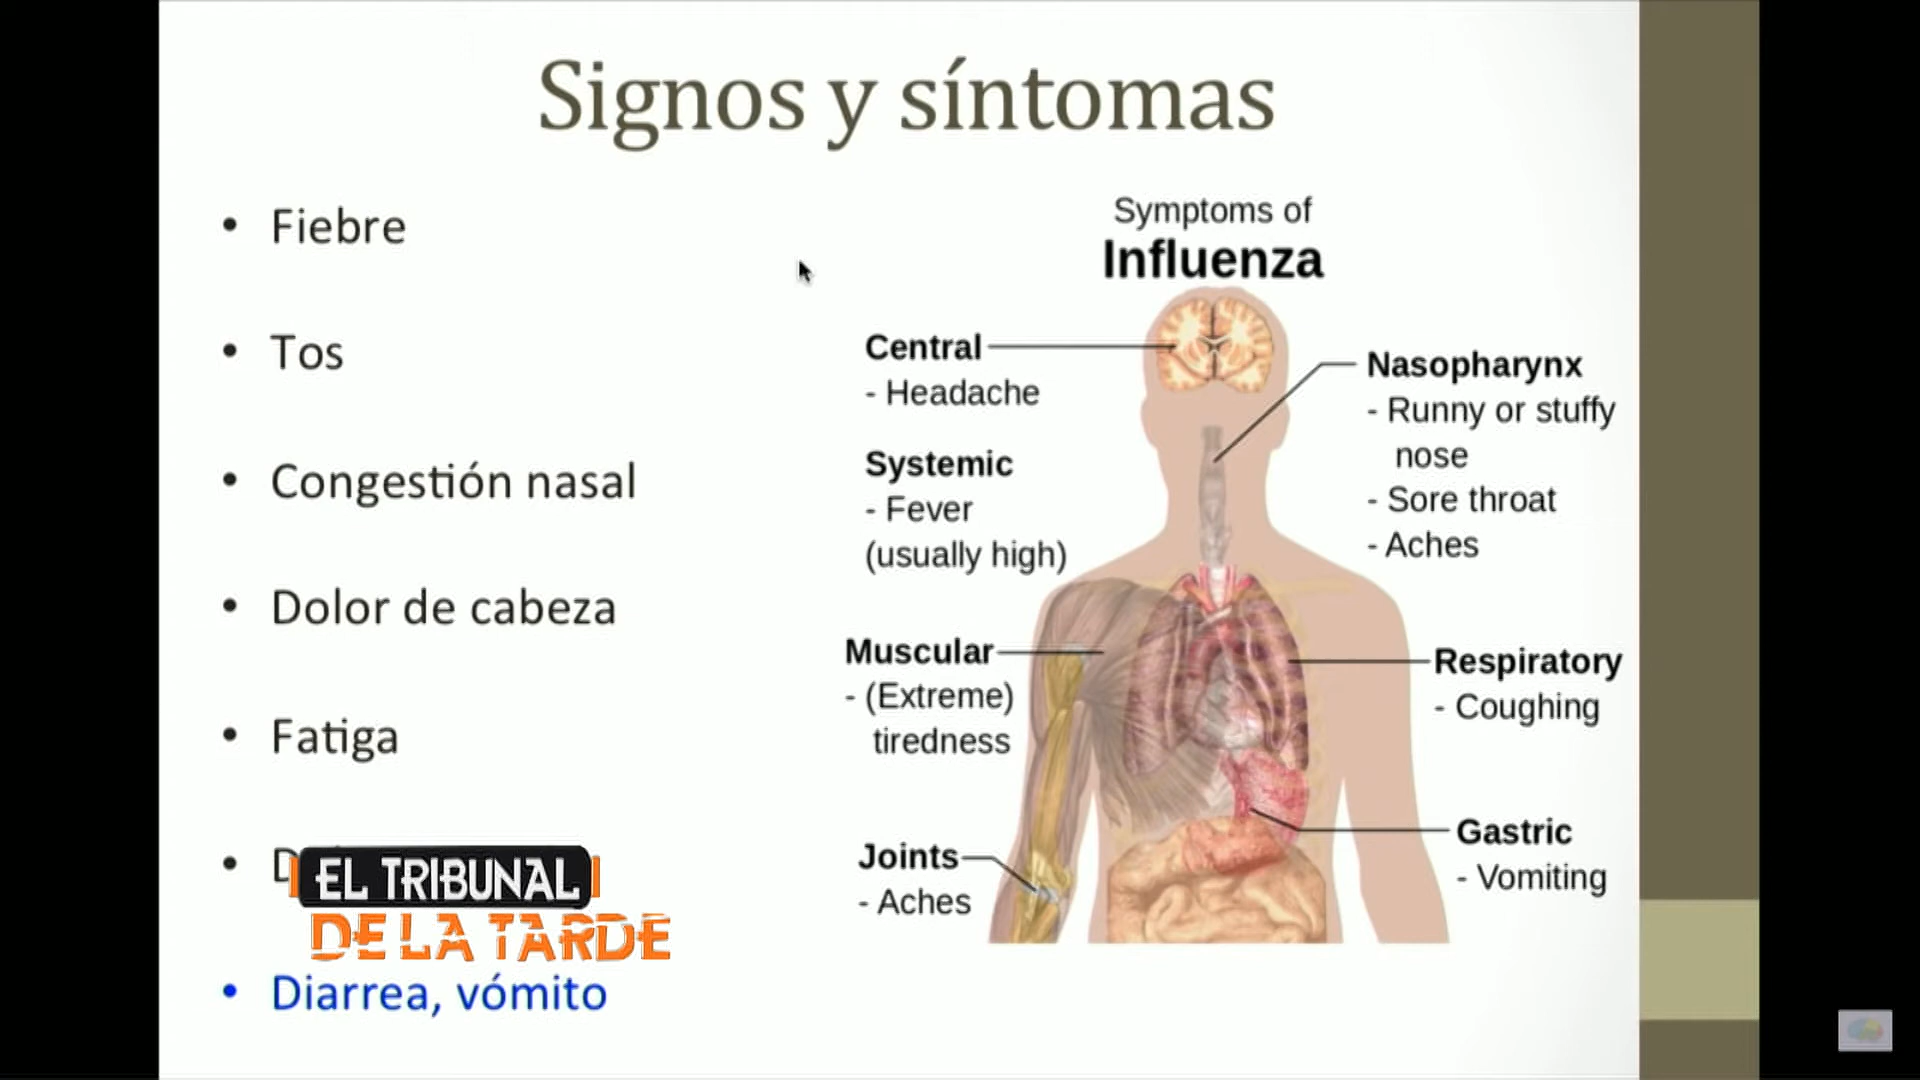 Signos y síntomas
• Fiebre
• Tos
• Congestión nasal
• Dolor de cabeza
• Fatiga
EL TRIBUNAL
DE LA TARDE
• Diarrea, vómito
Symptoms of
Influenza
Central
- Headache
Systemic
- Fever
(usually high)
Muscular
- (Extreme)
tiredness
Joints
- Aches
Nasopharynx
- Runny or stuffy
nose
- Sore throat
- Aches
Respiratory
- Coughing
Gastric
- Vomiting